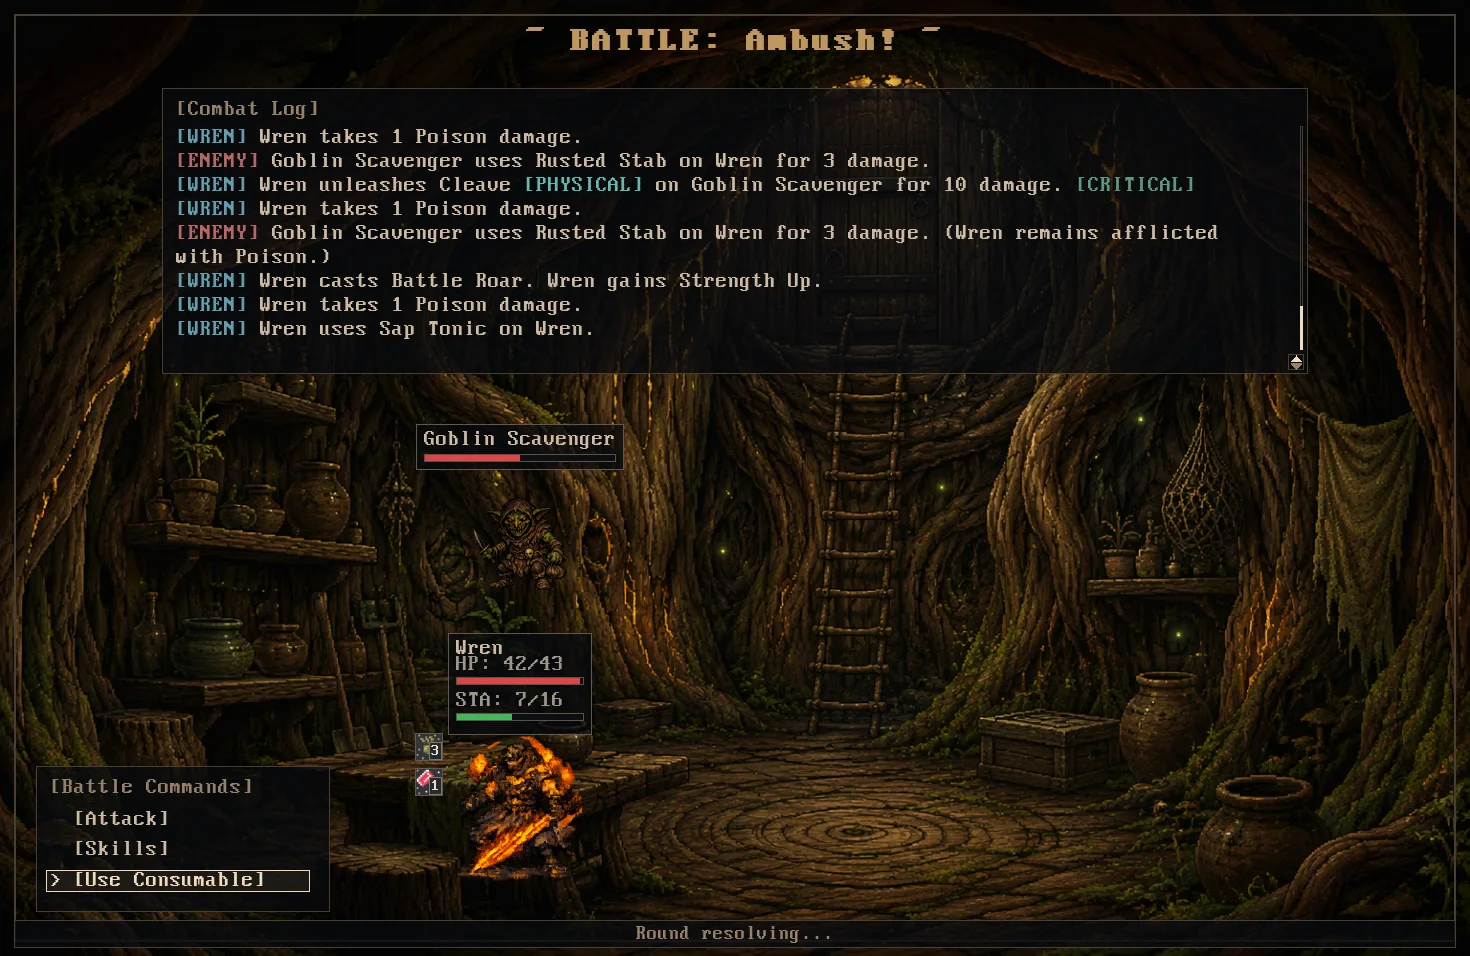 ~ BATTLE: Ambush! ~
[Combat Log]
[WREN] Wren takes 1 Poison damage.
[ENEMY] Goblin Scavenger uses Rusted Stab on Wren for 3 damage.
[WREN] Wren unleashes Cleave [PHYSICAL] on Goblin Scavenger for 10 damage. [CRITICAL]
[WREN] Wren takes 1 Poison damage.
[ENEMY] Goblin Scavenger uses Rusted Stab on Wren for 3 damage. (Wren remains afflicted
with Poison.)
[WREN] Wren casts Battle Roar. Wren gains Strength Up.
[WREN] Wren takes 1 Poison damage.
[WREN] Wren uses Sap Tonic on Wren.
Goblin Scavenger
Wren
HP: 42/43
STA: 7/16
3
1
[Battle Commands]
[Attack]
[Skills]
> [Use Consumable]
Round resolving...